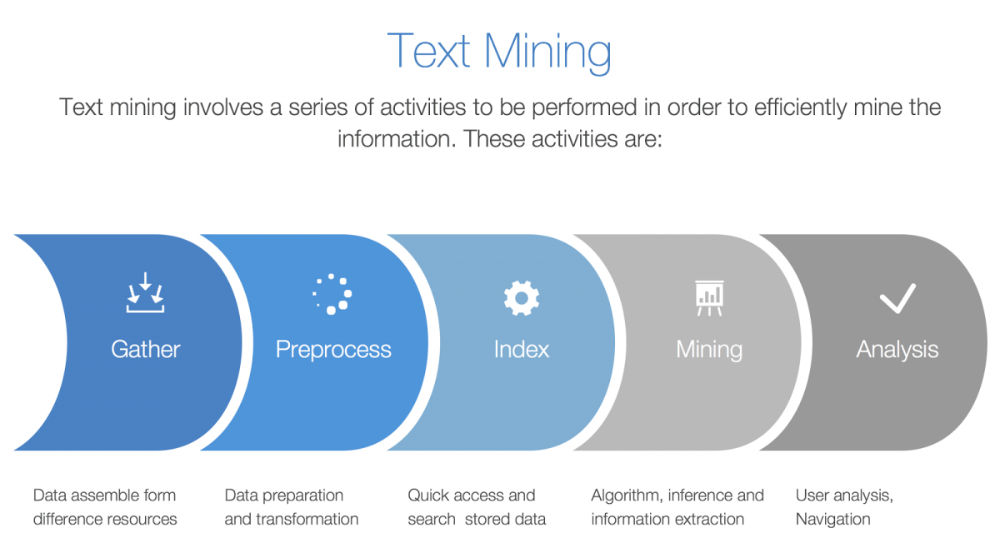 Text Mining
Text mining involves a series of activities to be performed in order to efficiently mine the
information. These activities are:
Gather
Preprocess
Index
Mining
Analysis
Data assemble form
difference resources
Data preparation
and transformation
Quick access and
search stored data
Algorithm, inference and
information extraction
User analysis,
Navigation